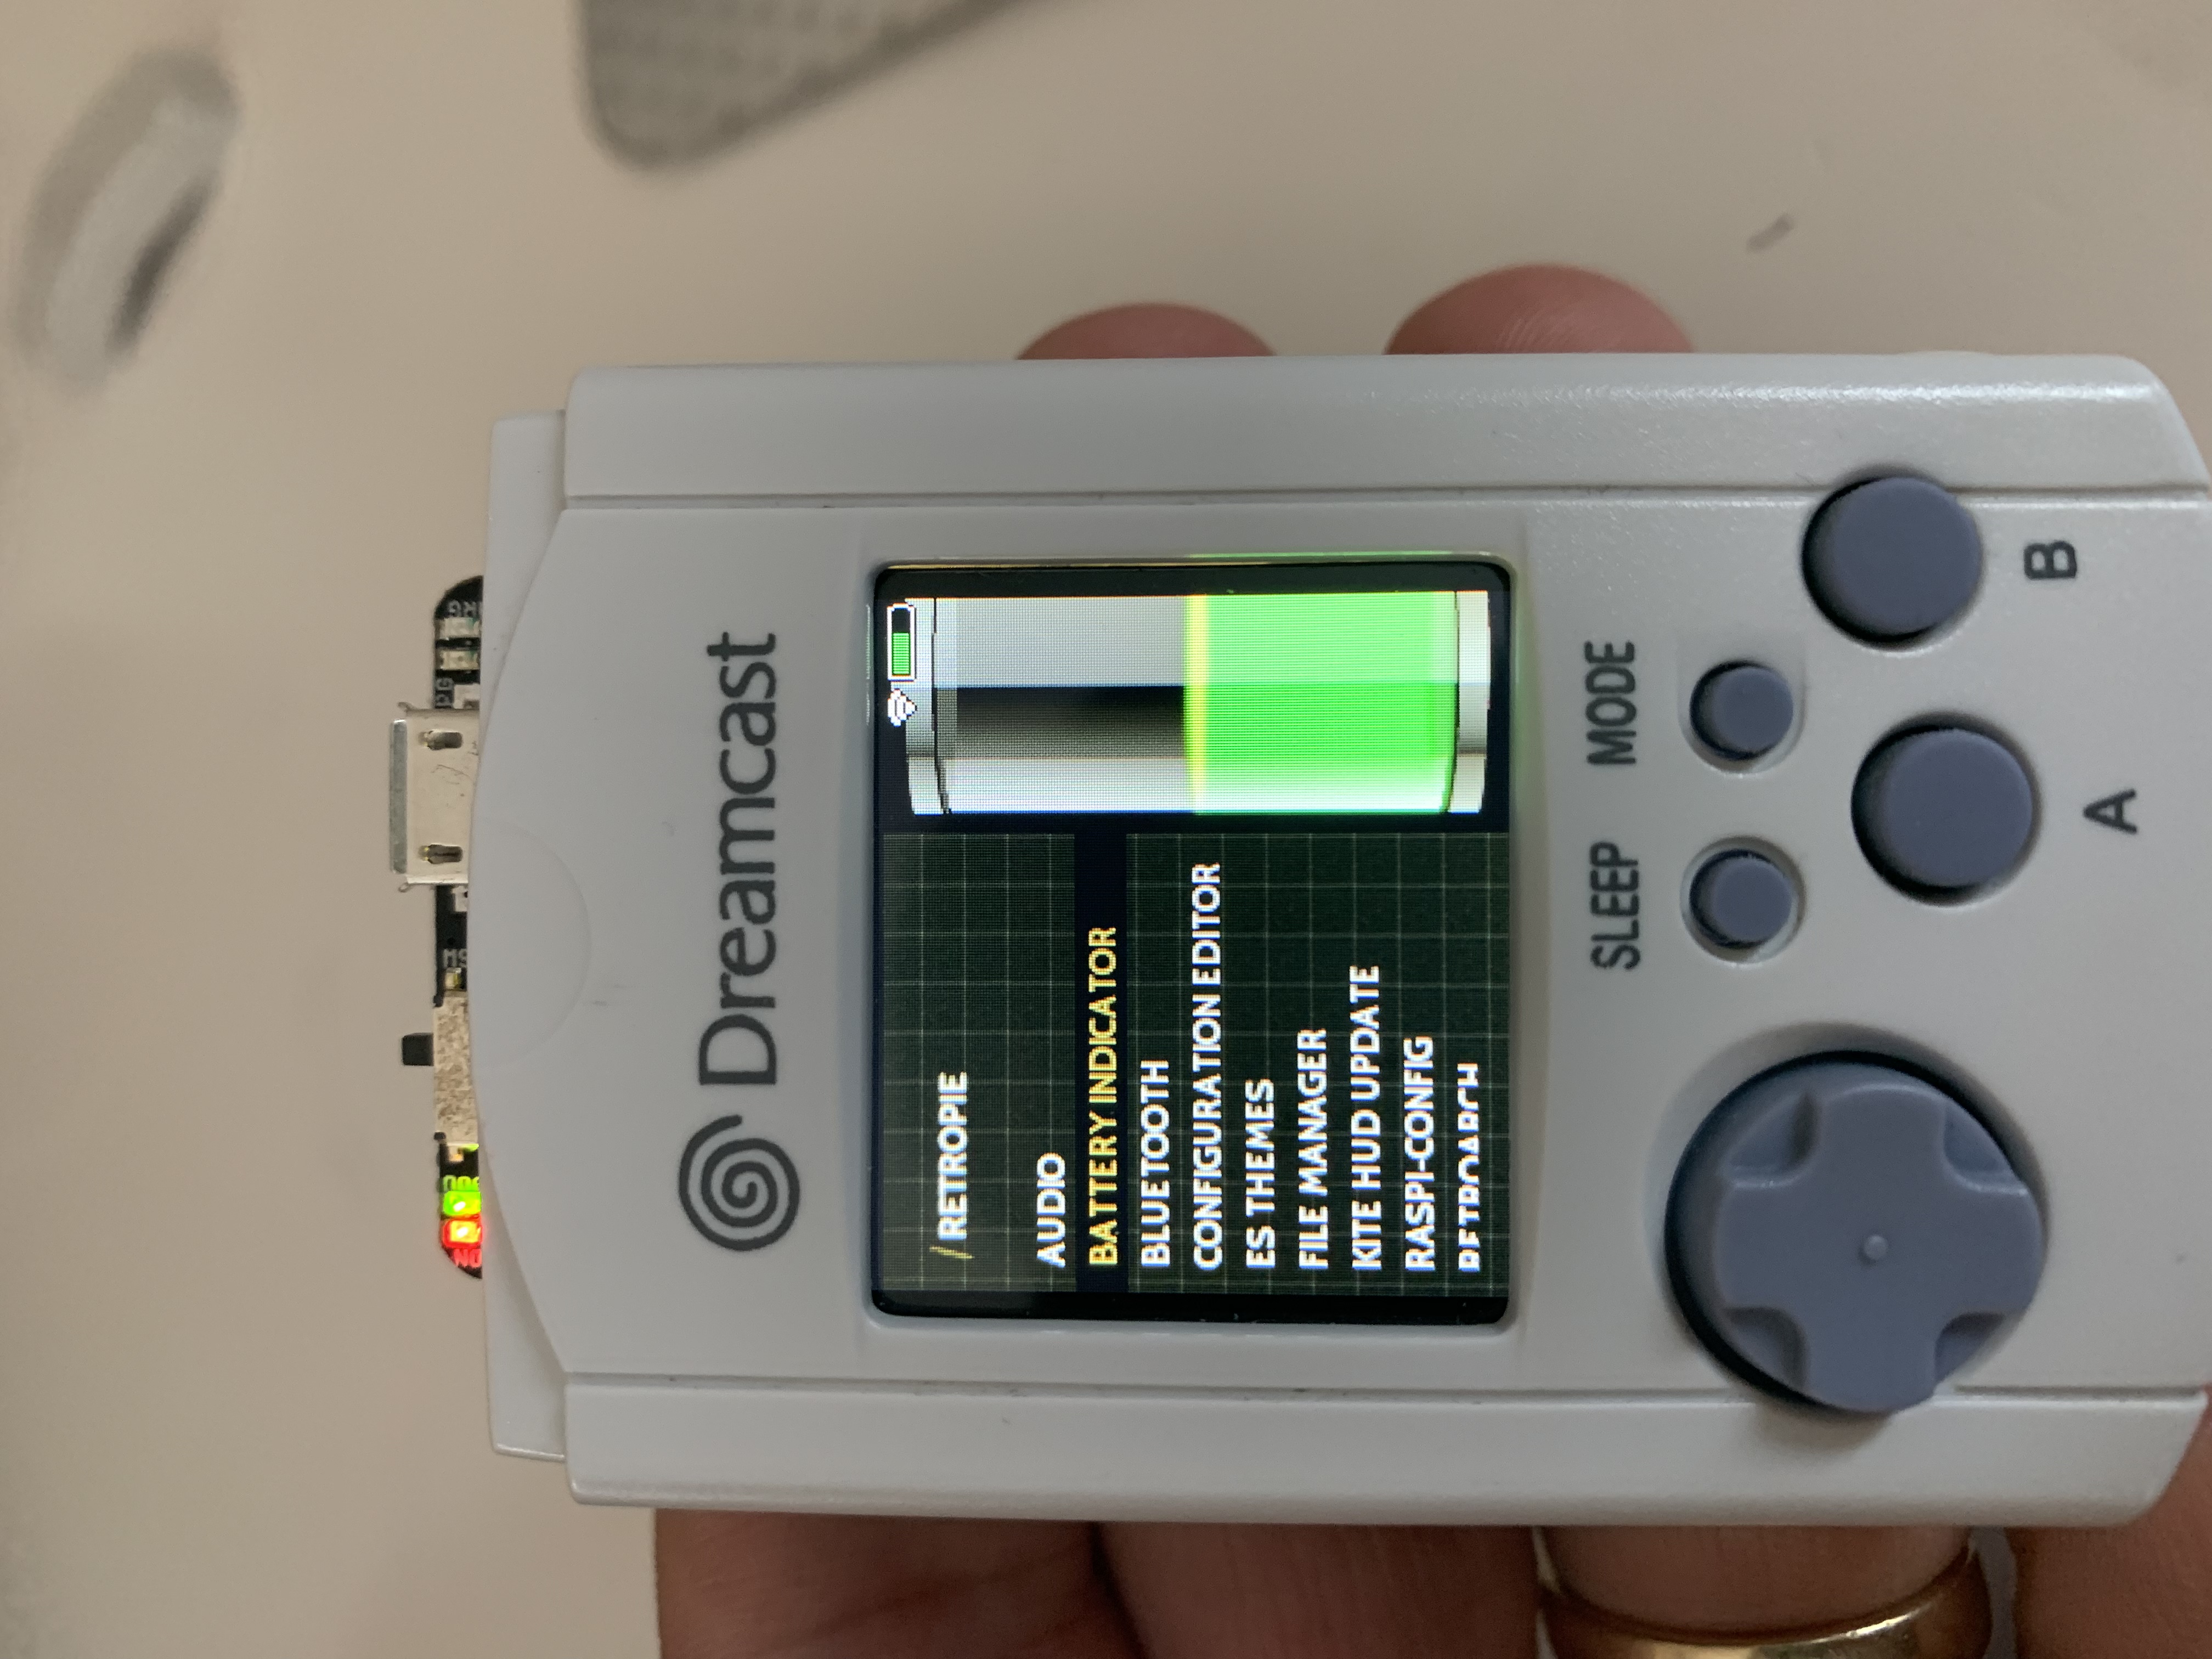 Dreamcast
/RETROPIE
AUDIO
BATTERY INDICATOR
BLUETOOTH
CONFIGURATION EDITOR
ES THEMES
FILE MANAGER
KITE HUD UPDATE
RASPI-CONFIG
RETROARCH
SLEEP MODE
B
A